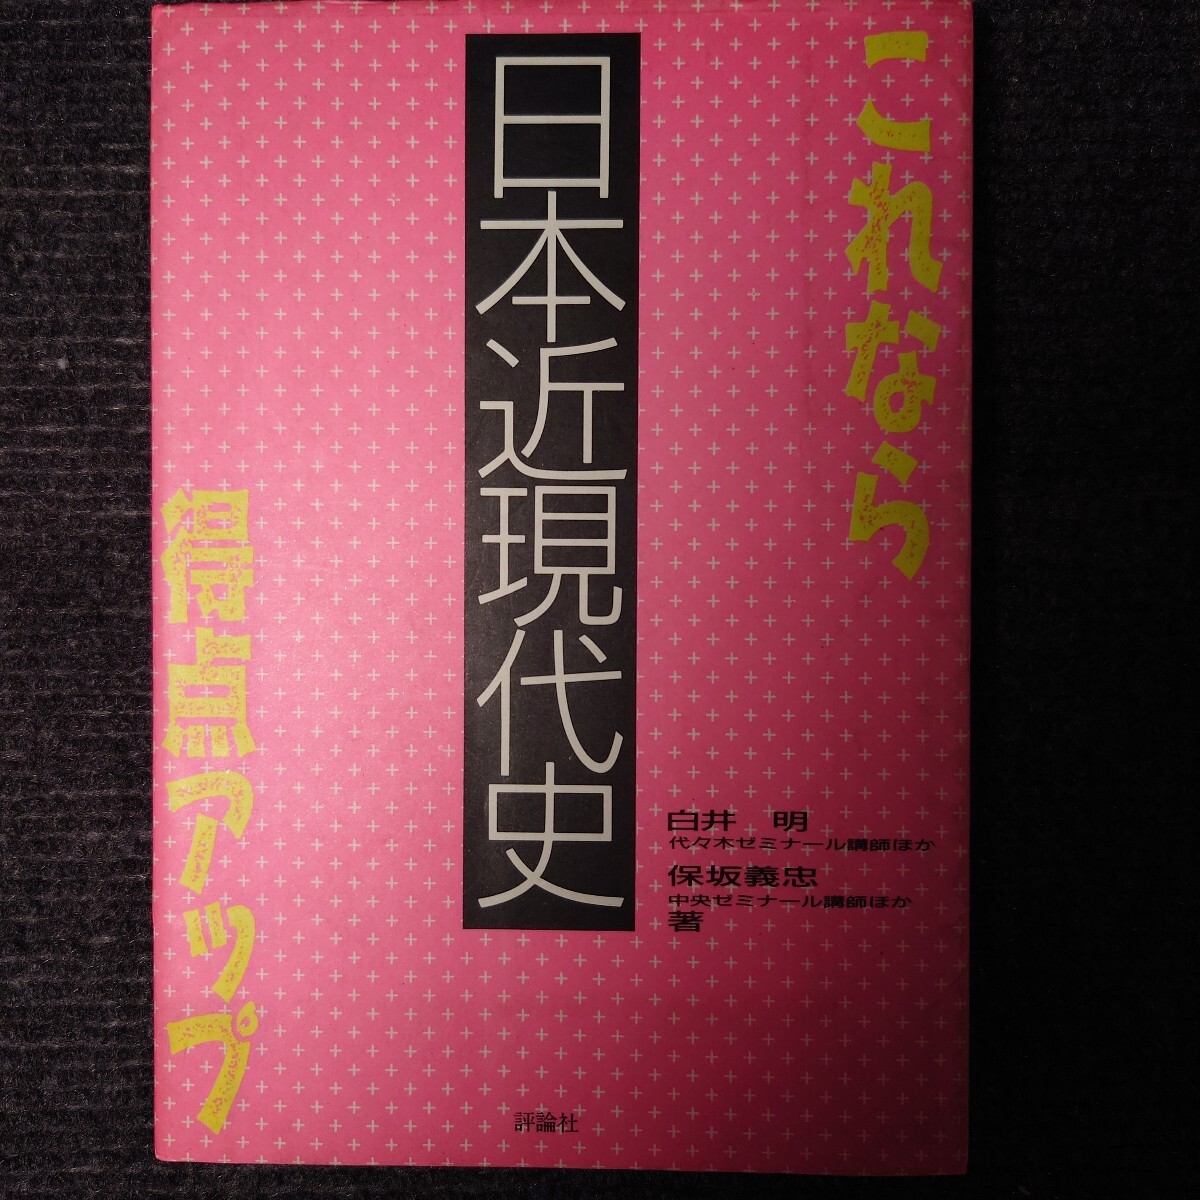 これなら
日本近現代史
得点アップ
白井　明
代々木ゼミナール講師ほか
保坂義忠
中央ゼミナール講師ほか
著
評論社